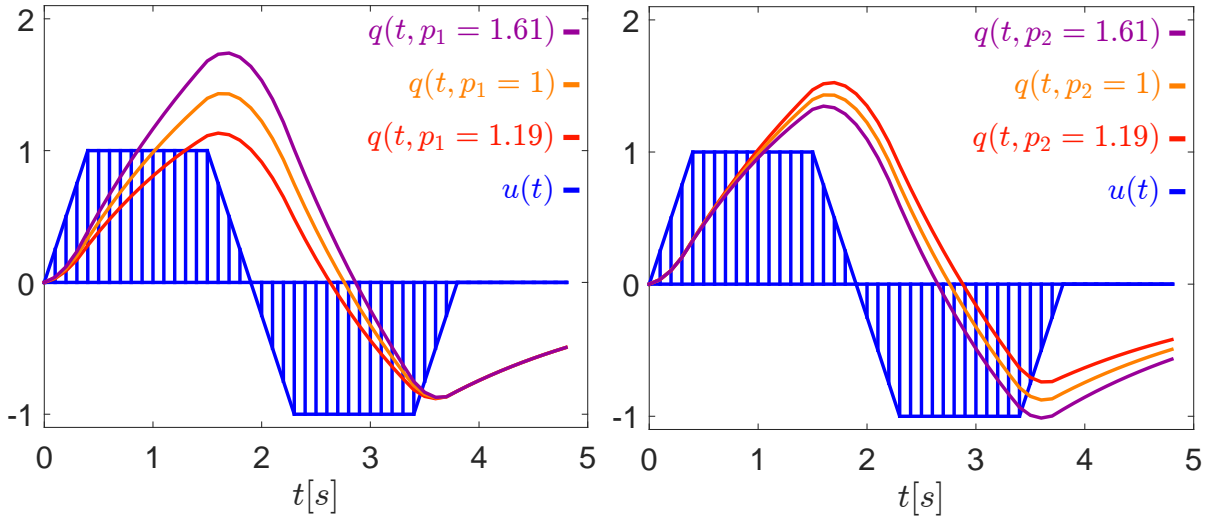 2
q(t, p₁ = 1.61)
q(t, p₁ = 1)
q(t, p₁ = 1.19)
1
u(t)
0
-1
0 1 2 3 4 5
t[s]
2
q(t, p₂ = 1.61)
q(t, p₂ = 1)
q(t, p₂ = 1.19)
1
u(t)
0
-1
0 1 2 3 4 5
t[s]